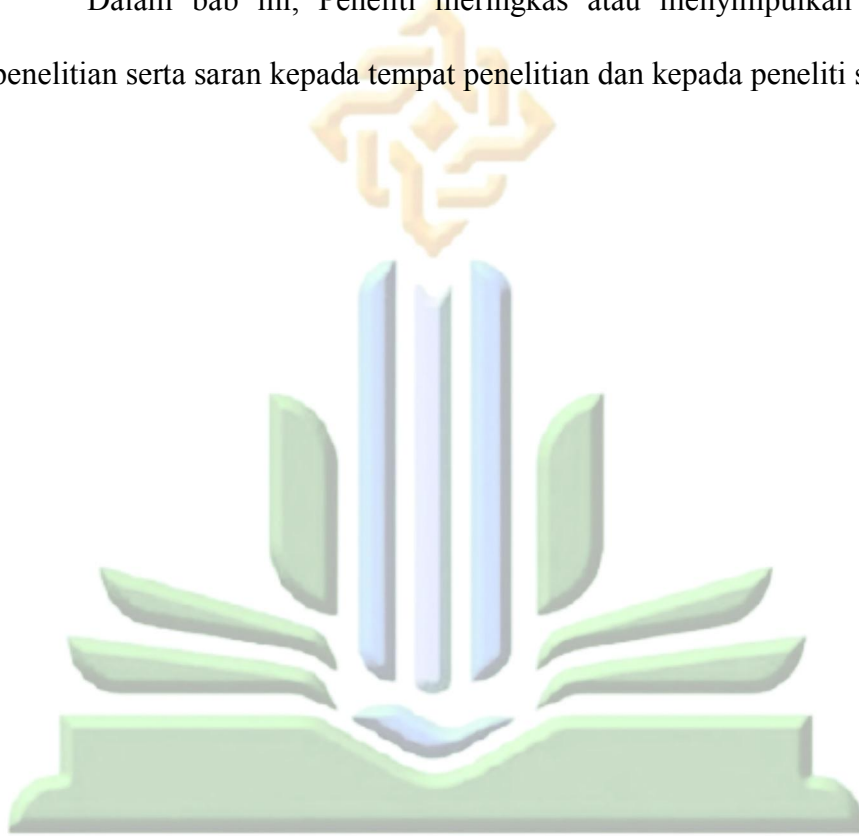 Dalam bab ini, Peneliti meringkas atau menyimpulkan
penelitian serta saran kepada tempat penelitian dan kepada peneliti s